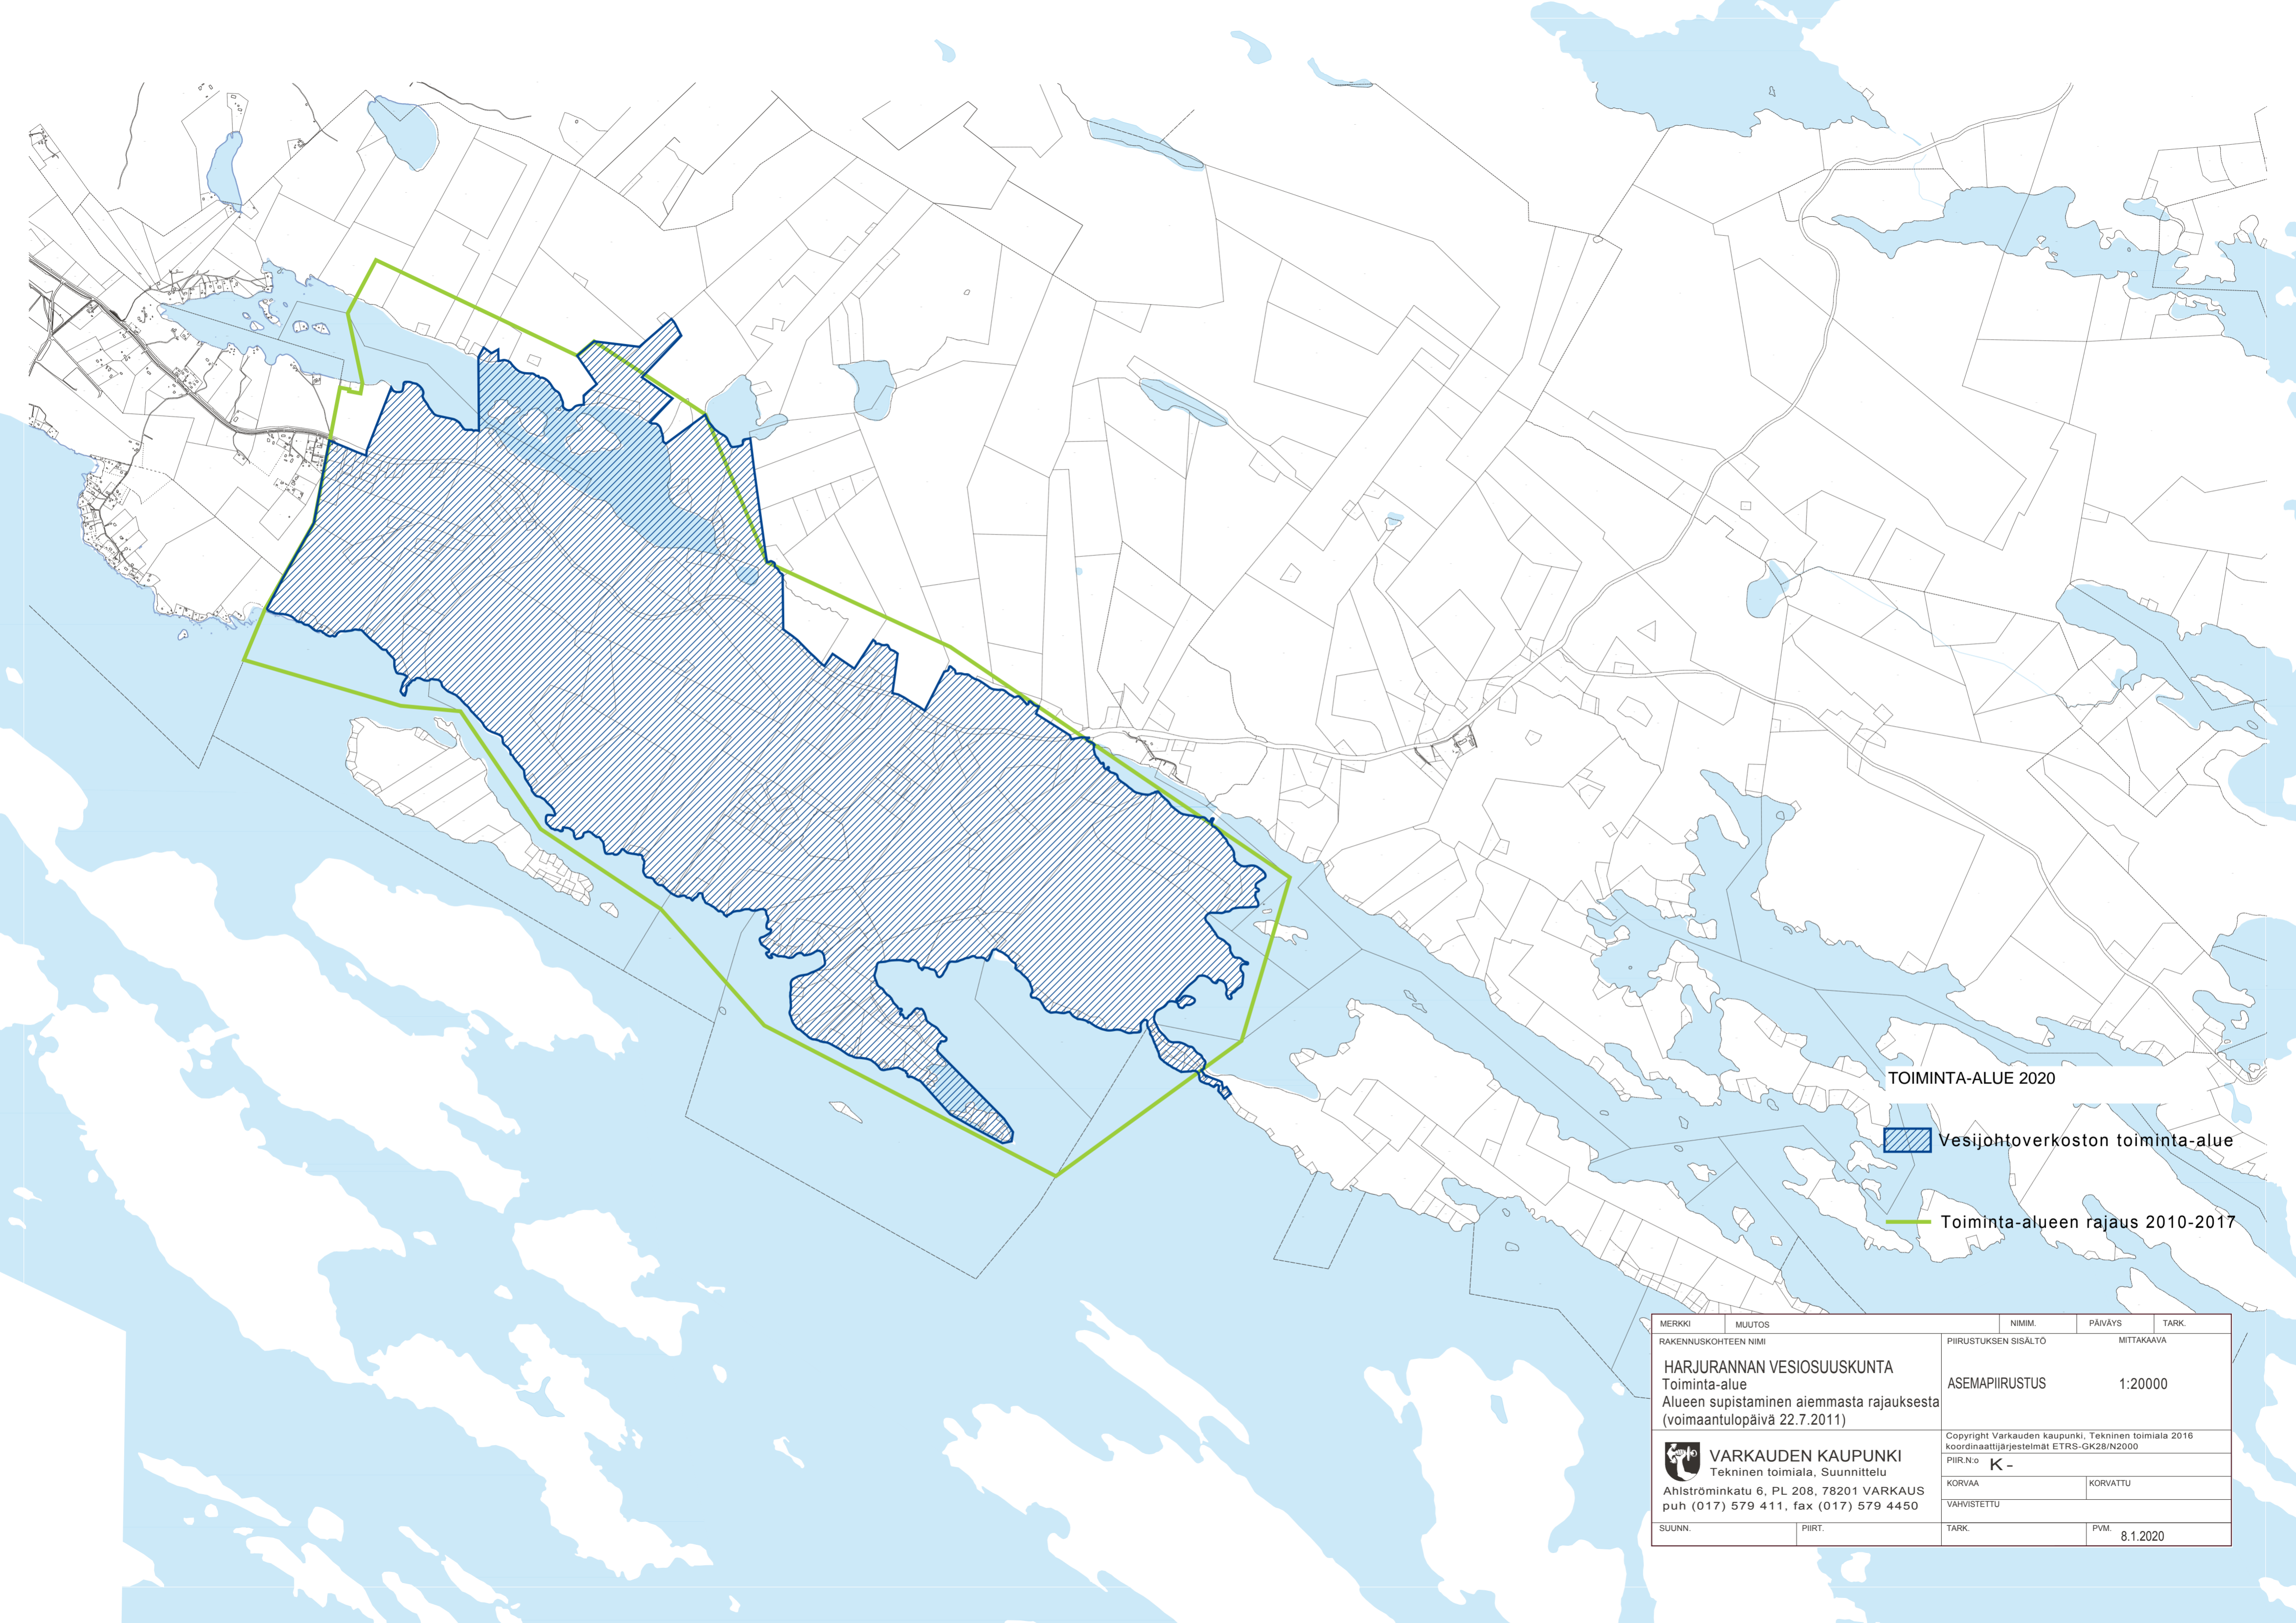 TOIMINTA-ALUE 2020
Vesijohtoverkoston toiminta-alue
Toiminta-alueen rajaus 2010-2017
MERKKI MUUTOS NIMIM. PÄIVÄYS TARK.
RAKENNUSKOHTEEN NIMI PIIRUSTUKSEN SISÄLTÖ MITTAKAAVA
HARJURANNAN VESIOSUUSKUNTA
Toiminta-alue
Alueen supistaminen aiemmasta rajauksesta
(voimaantulopäivä 22.7.2011)
ASEMAPIIRUSTUS 1:20000
Copyright Varkauden kaupunki, Tekninen toimiala 2016
koordinaattijärjestelmät ETRS-GK28/N2000
VARKAUDEN KAUPUNKI
Tekninen toimiala, Suunnittelu
Ahlströminkatu 6, PL 208, 78201 VARKAUS
puh (017) 579 411, fax (017) 579 4450
PIIR.N:o K -
KORVAA KORVATTU
VAHVISTETTU
SUUNN. PIIRT. TARK. PVM. 8.1.2020